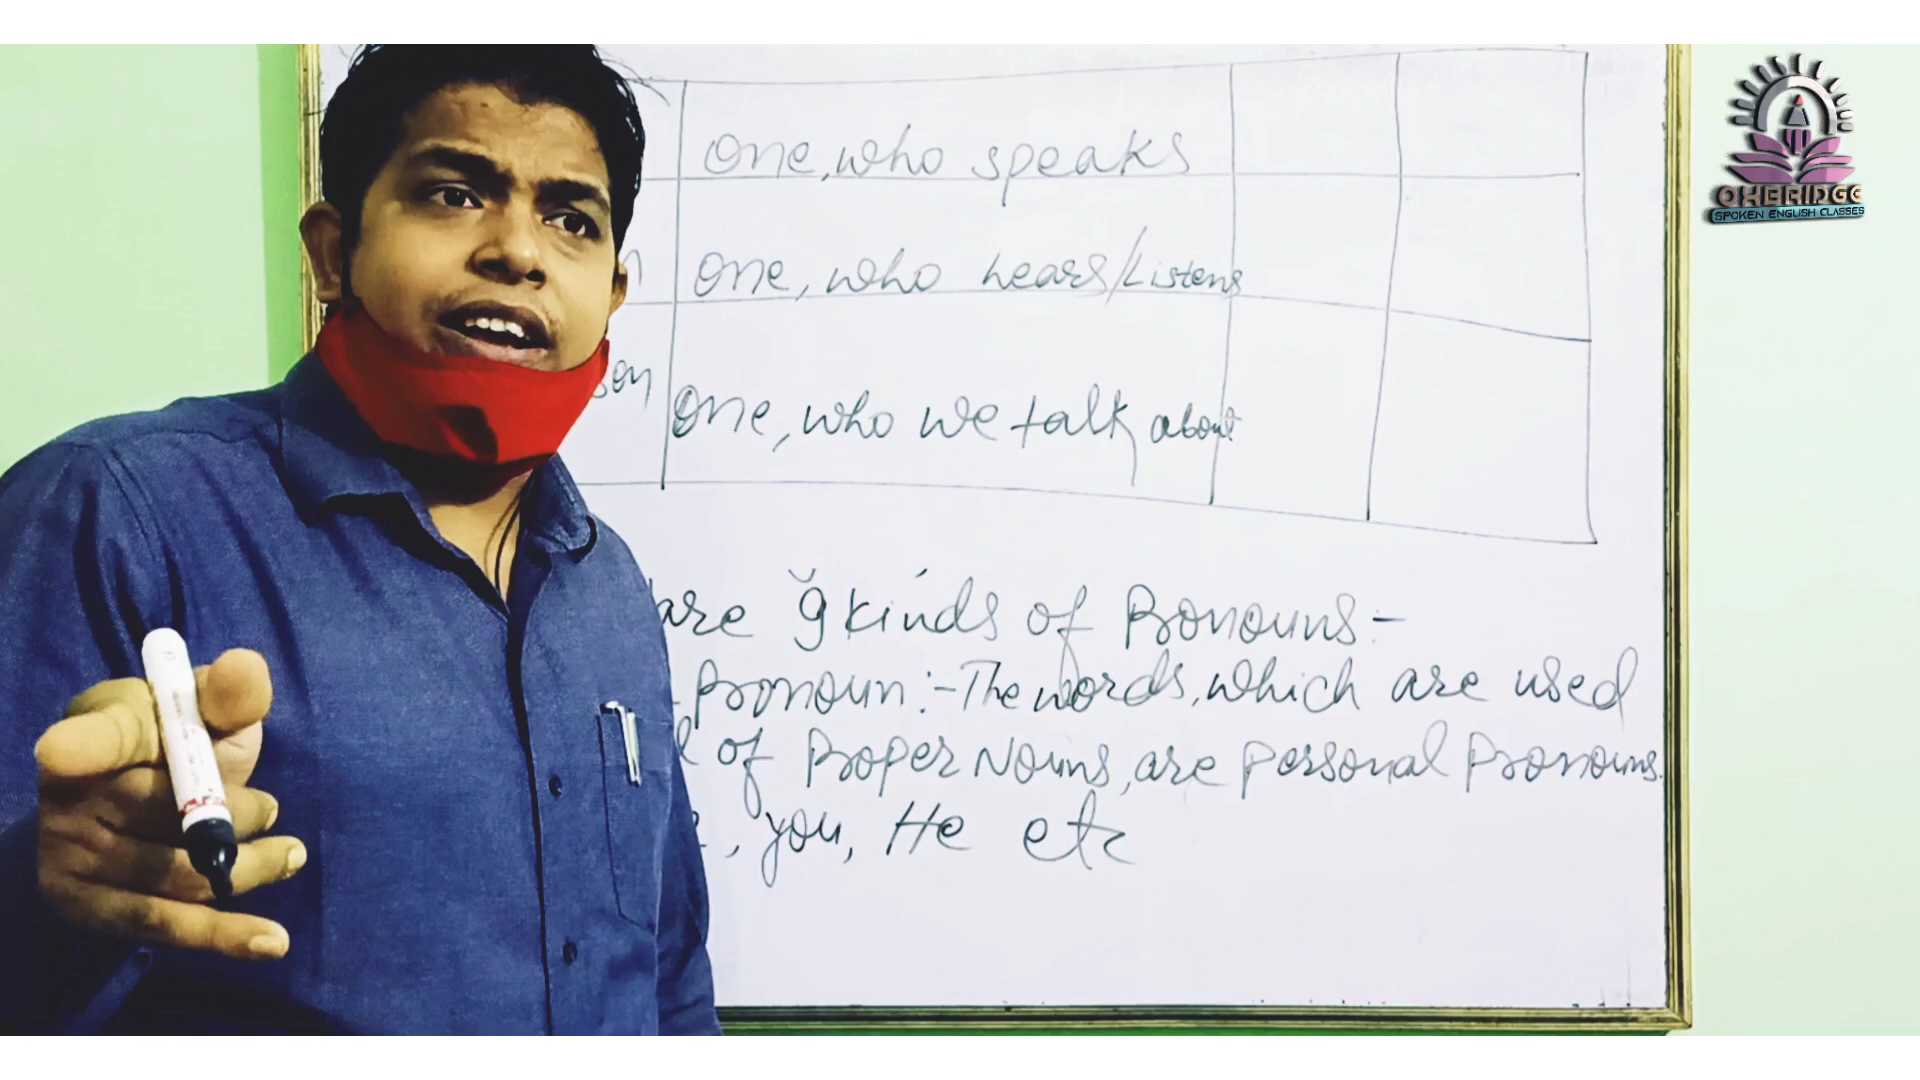 one, who speaks
one, who hears/Listens
one, who we talk about
are 9 kinds of Pronouns:-
Pronoun:- The words, which are used
of Proper Nouns, are personal Pronouns.
, you, He etc
OXBRIDGE
SPOKEN ENGLISH CLASSES